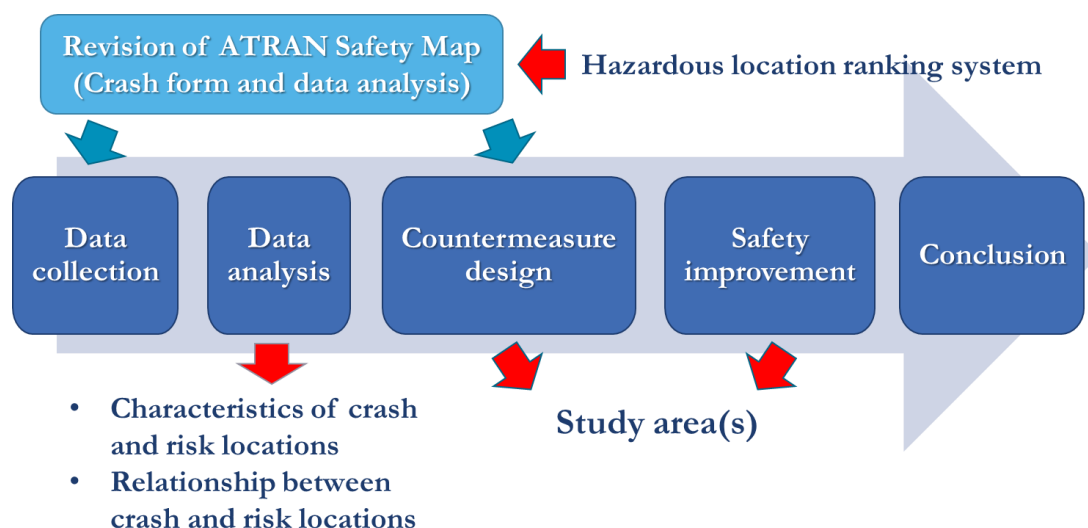 Revision of ATRAN Safety Map
(Crash form and data analysis)
Hazardous location ranking system
Data
collection
Data
analysis
Countermeasure
design
Safety
improvement
Conclusion
• Characteristics of crash
and risk locations
• Relationship between
crash and risk locations
Study area(s)